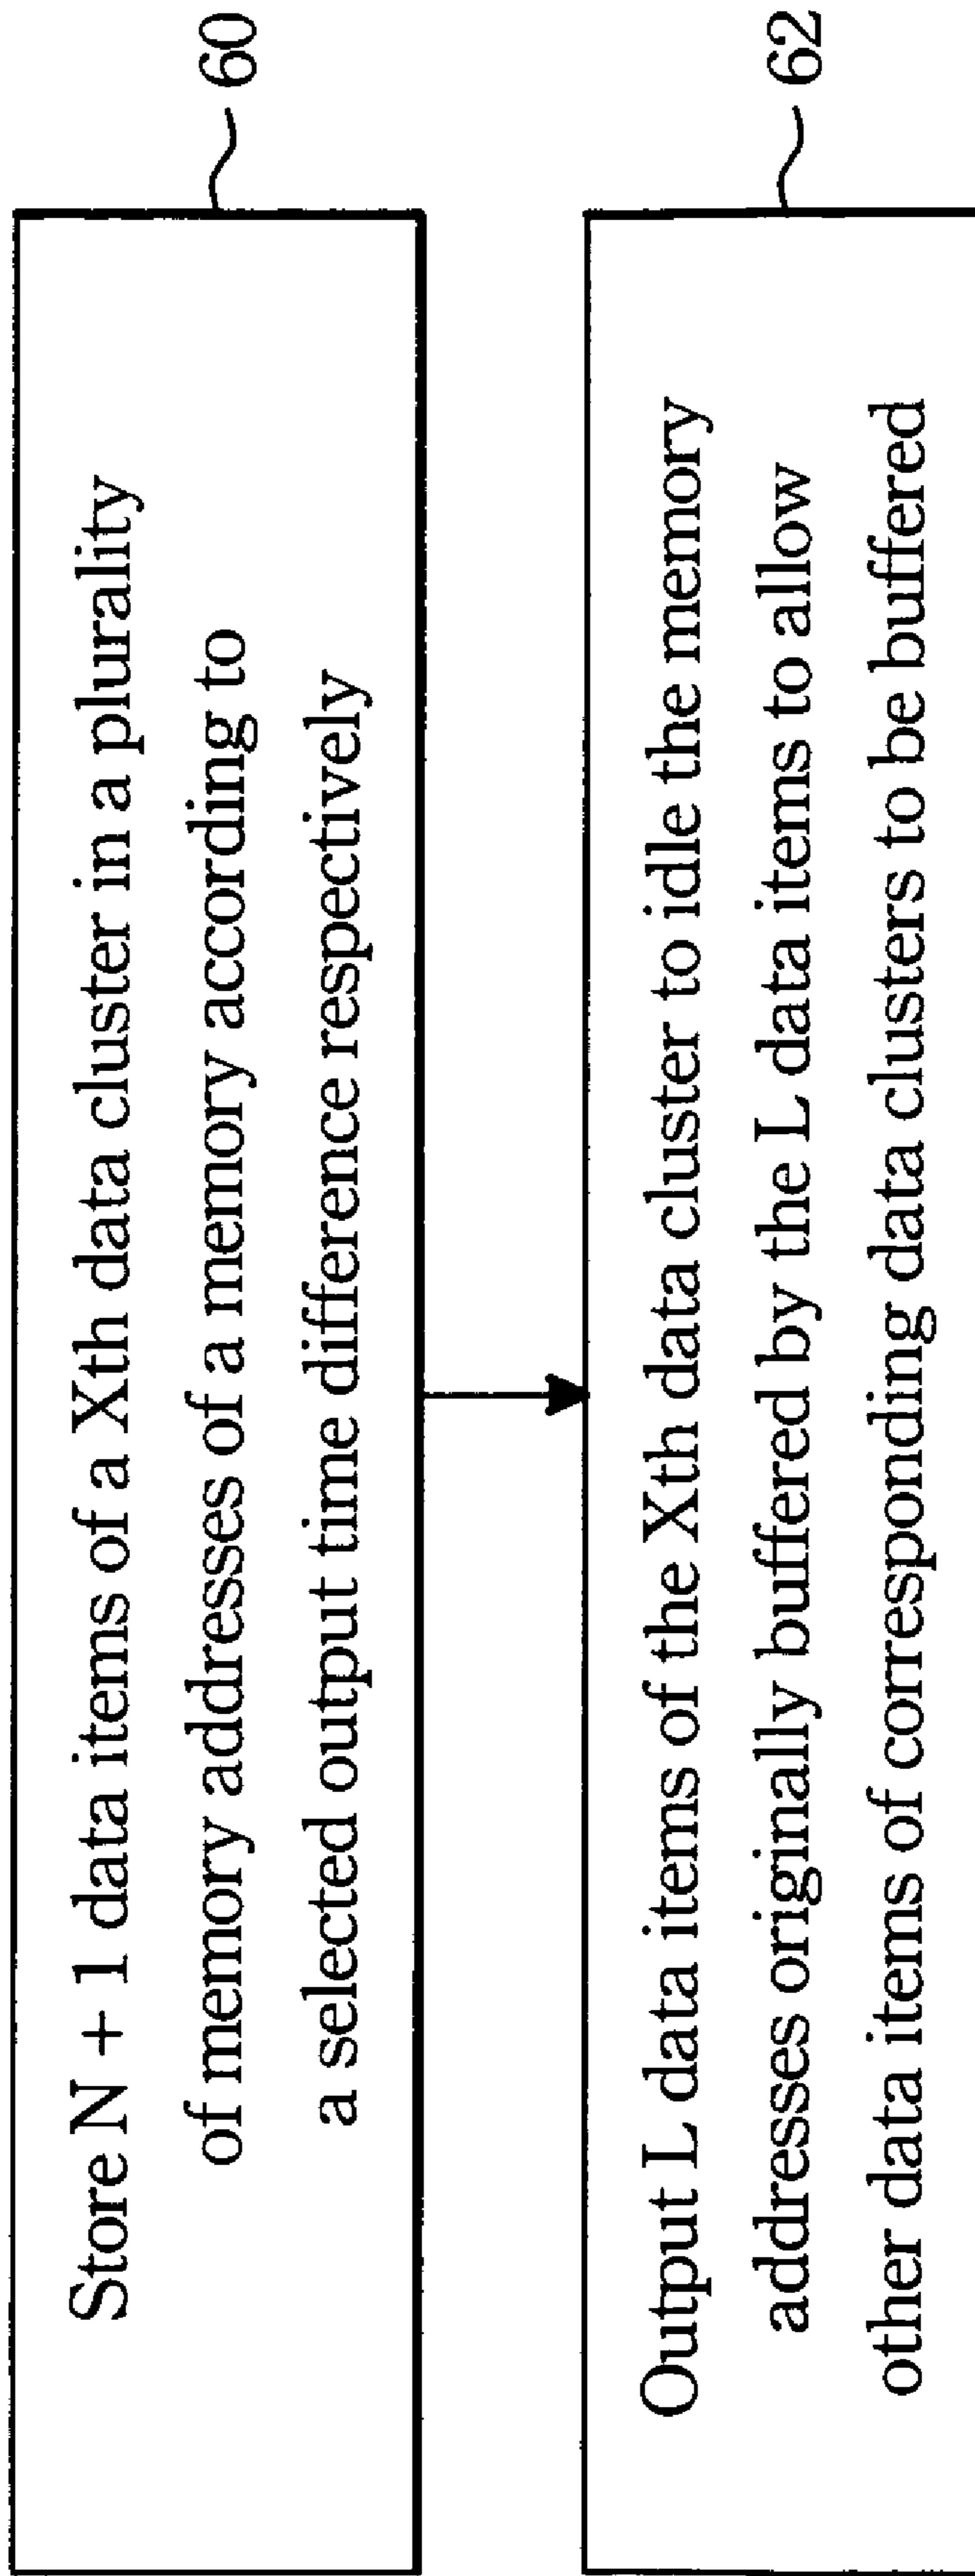 Store N + 1 data items of a Xth data cluster in a plurality
of memory addresses of a memory according to
a selected output time difference respectively
60
Output L data items of the Xth data cluster to idle the memory
addresses originally buffered by the L data items to allow
other data items of corresponding data clusters to be buffered
62